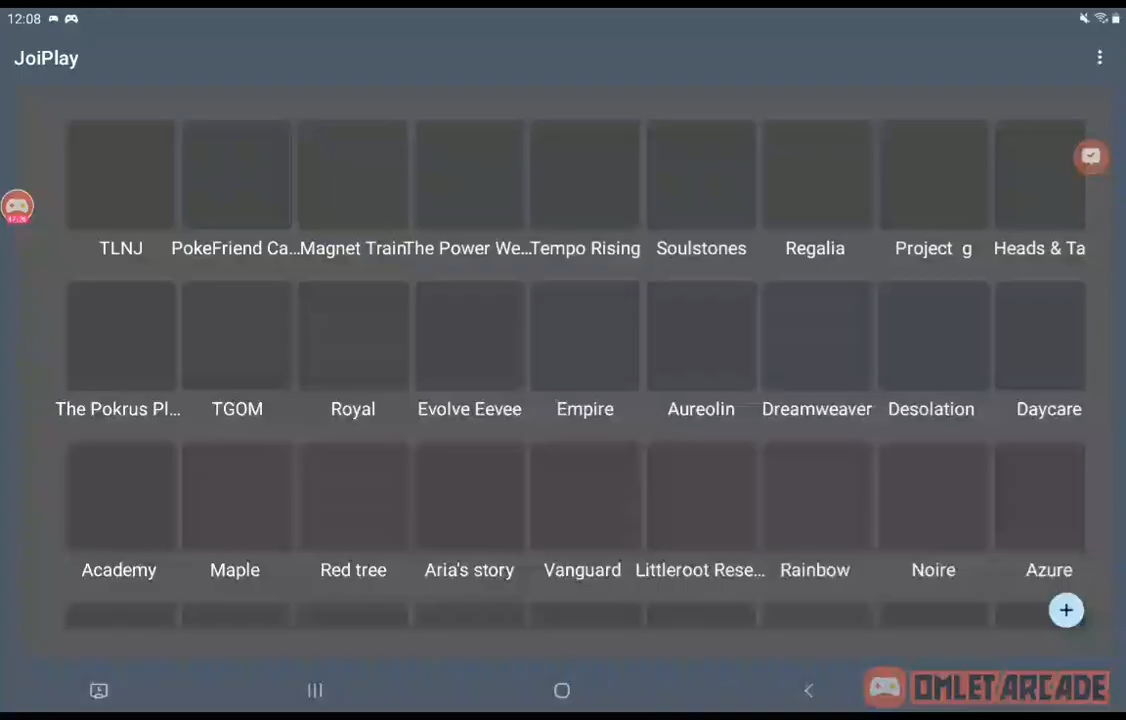 12:08
JoiPlay
TLNJ PokeFriend Ca... Magnet Train The Power We... Tempo Rising Soulstones Regalia Project g Heads & Ta
The Pokrus Pl... TGOM Royal Evolve Eevee Empire Aureolin Dreamweaver Desolation Daycare
Academy Maple Red tree Aria's story Vanguard Littleroot Rese... Rainbow Noire Azure
OMLET ARCADE